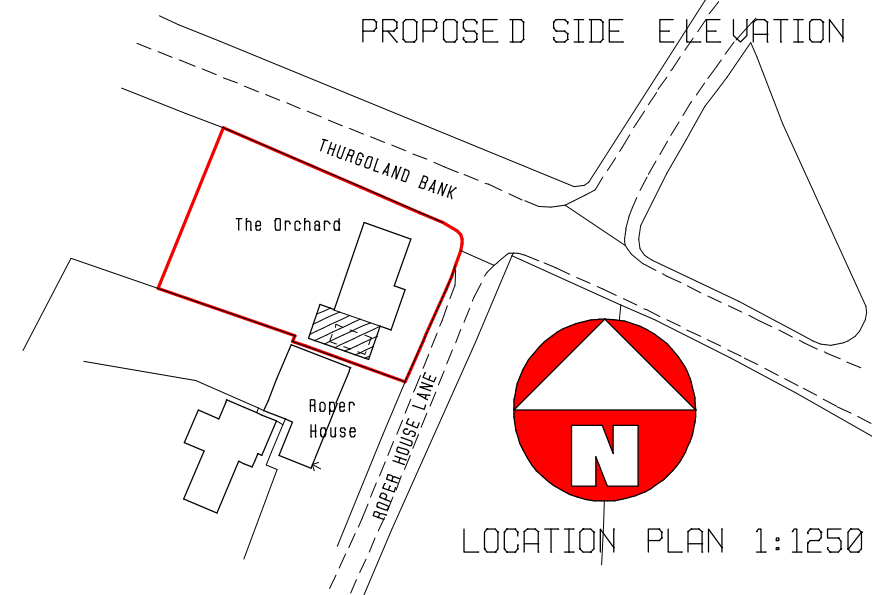 PROPOSED SIDE ELEVATION
THURGOLAND BANK
The Orchard
Roper
House
ROPER HOUSE LANE
N
LOCATION PLAN 1:1250